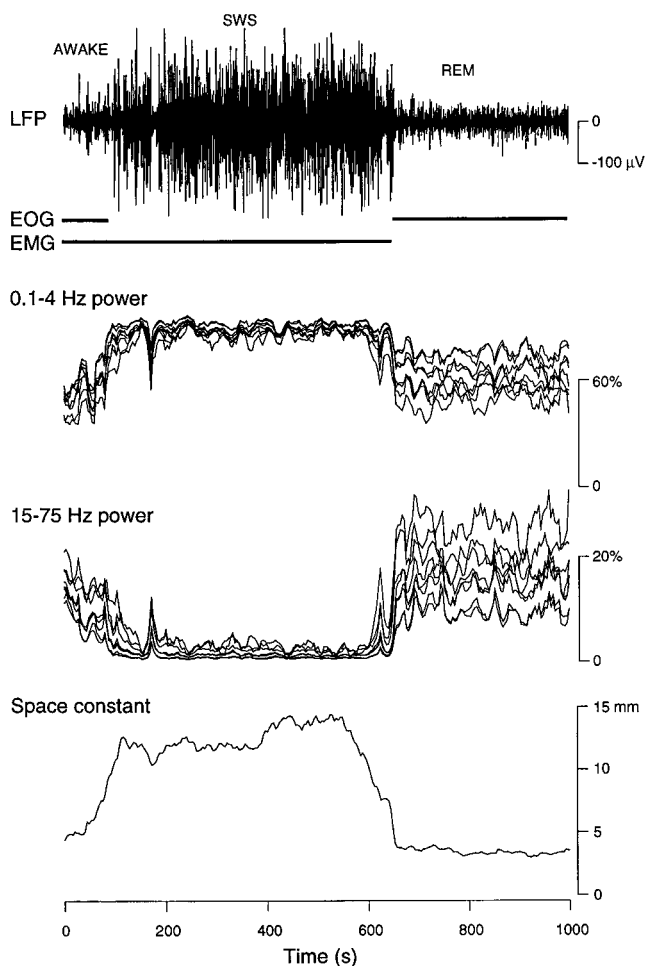 SWS
AWAKE
REM
LFP
0
-100 μV
EOG
EMG
0.1-4 Hz power
60%
0
15-75 Hz power
20%
0
Space constant
15 mm
10
5
0
0 200 400 600 800 1000
Time (s)